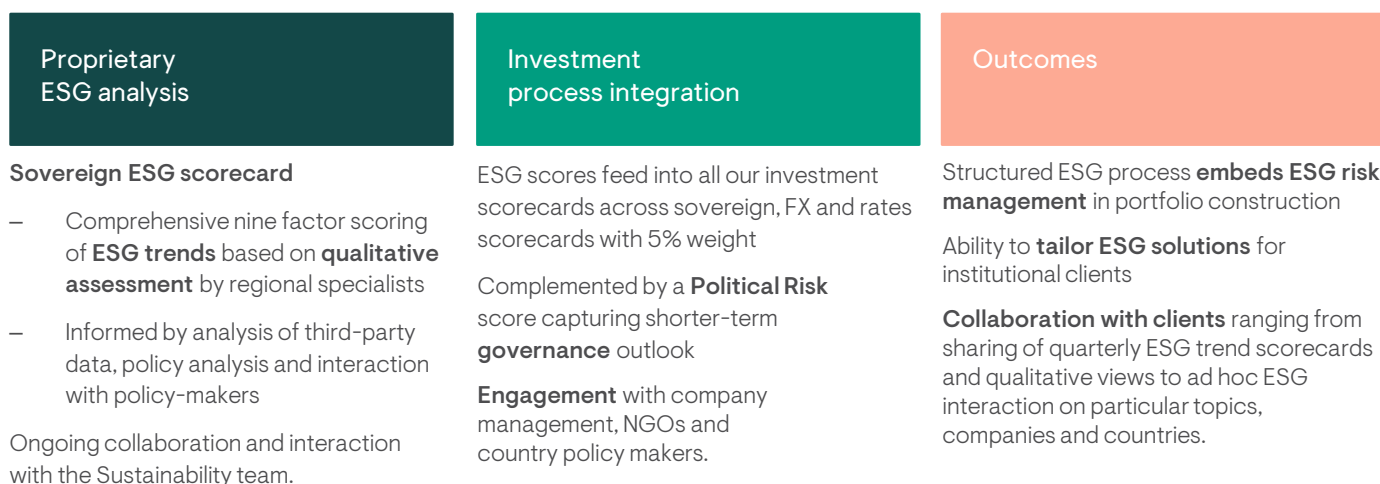 Proprietary
ESG analysis
Sovereign ESG scorecard
– Comprehensive nine factor scoring
of ESG trends based on qualitative
assessment by regional specialists
– Informed by analysis of third-party
data, policy analysis and interaction
with policy-makers
Ongoing collaboration and interaction
with the Sustainability team.
Investment
process integration
ESG scores feed into all our investment
scorecards across sovereign, FX and rates
scorecards with 5% weight
Complemented by a Political Risk
score capturing shorter-term
governance outlook
Engagement with company
management, NGOs and
country policy makers.
Outcomes
Structured ESG process embeds ESG risk
management in portfolio construction
Ability to tailor ESG solutions for
institutional clients
Collaboration with clients ranging from
sharing of quarterly ESG trend scorecards
and qualitative views to ad hoc ESG
interaction on particular topics,
companies and countries.